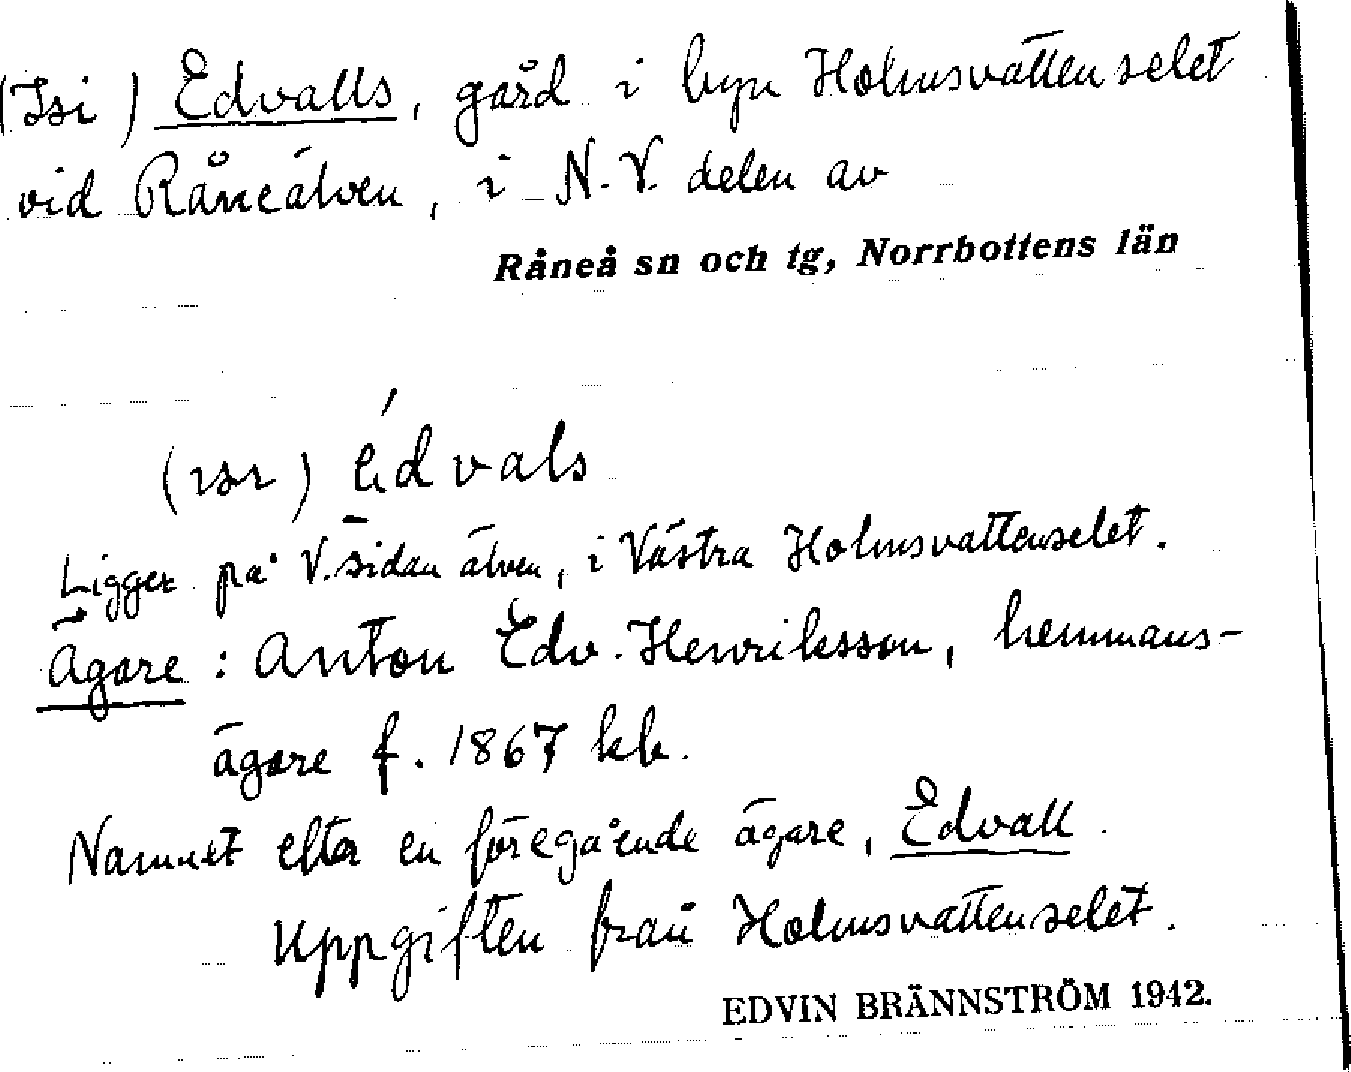 (Isi) Edvalls, gård i byn Holmsvattenselet
vid Råneälven, i N.V. delen av
Råneå sn och tg, Norrbottens län
(ısı) édvals
Ligger på V. sidan älven, i Västra Holmsvattenselet.
Ägare : Anton Edv. Henriksson, hemmans-
ägare f. 1867 kb.
Namnet efter en föregående ägare, Edvall.
Uppgiften från Holmsvattenselet.
EDVIN BRÄNNSTRÖM 1942.